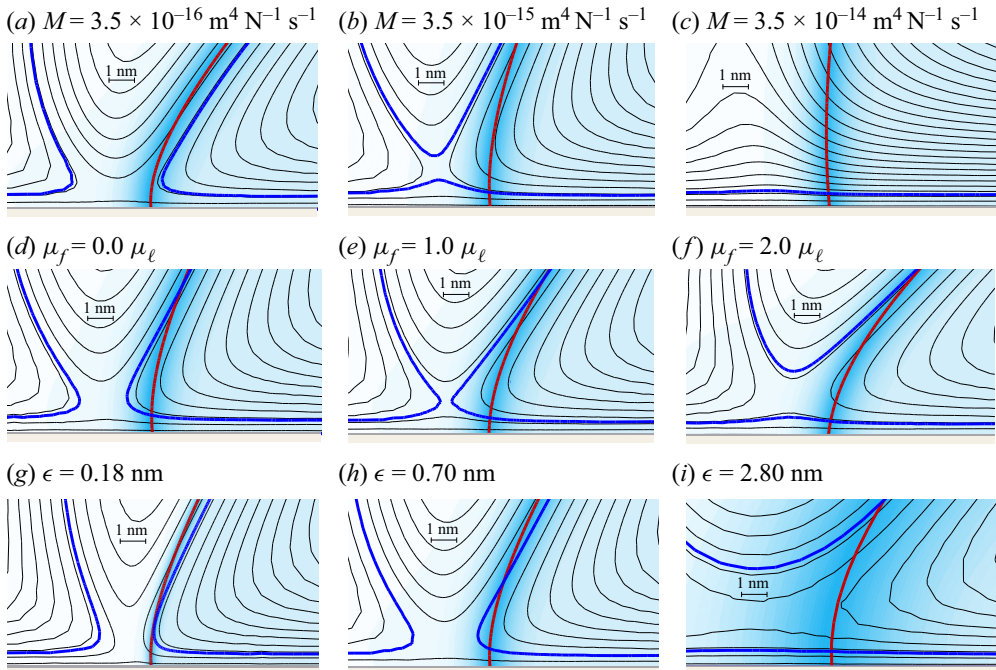 (a) M = 3.5 × 10⁻¹⁶ m⁴ N⁻¹ s⁻¹
(b) M = 3.5 × 10⁻¹⁵ m⁴ N⁻¹ s⁻¹
(c) M = 3.5 × 10⁻¹⁴ m⁴ N⁻¹ s⁻¹
1 nm
1 nm
1 nm
(d) μ_f = 0.0 μ_ℓ
(e) μ_f = 1.0 μ_ℓ
(f) μ_f = 2.0 μ_ℓ
1 nm
1 nm
1 nm
(g) ϵ = 0.18 nm
(h) ϵ = 0.70 nm
(i) ϵ = 2.80 nm
1 nm
1 nm
1 nm